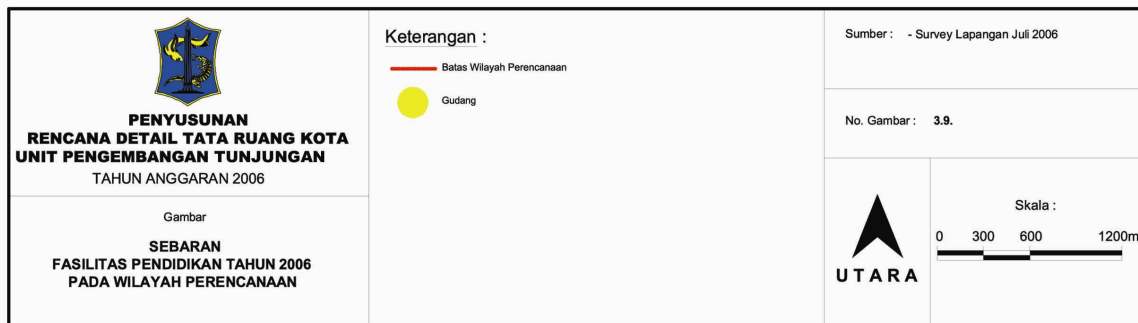 PENYUSUNAN
RENCANA DETAIL TATA RUANG KOTA
UNIT PENGEMBANGAN TUNJUNGAN
TAHUN ANGGARAN 2006
Gambar
SEBARAN
FASILITAS PENDIDIKAN TAHUN 2006
PADA WILAYAH PERENCANAAN
Keterangan :
Batas Wilayah Perencanaan
Gudang
Sumber : - Survey Lapangan Juli 2006
No. Gambar : 3.9.
UTARA
Skala :
0 300 600 1200m